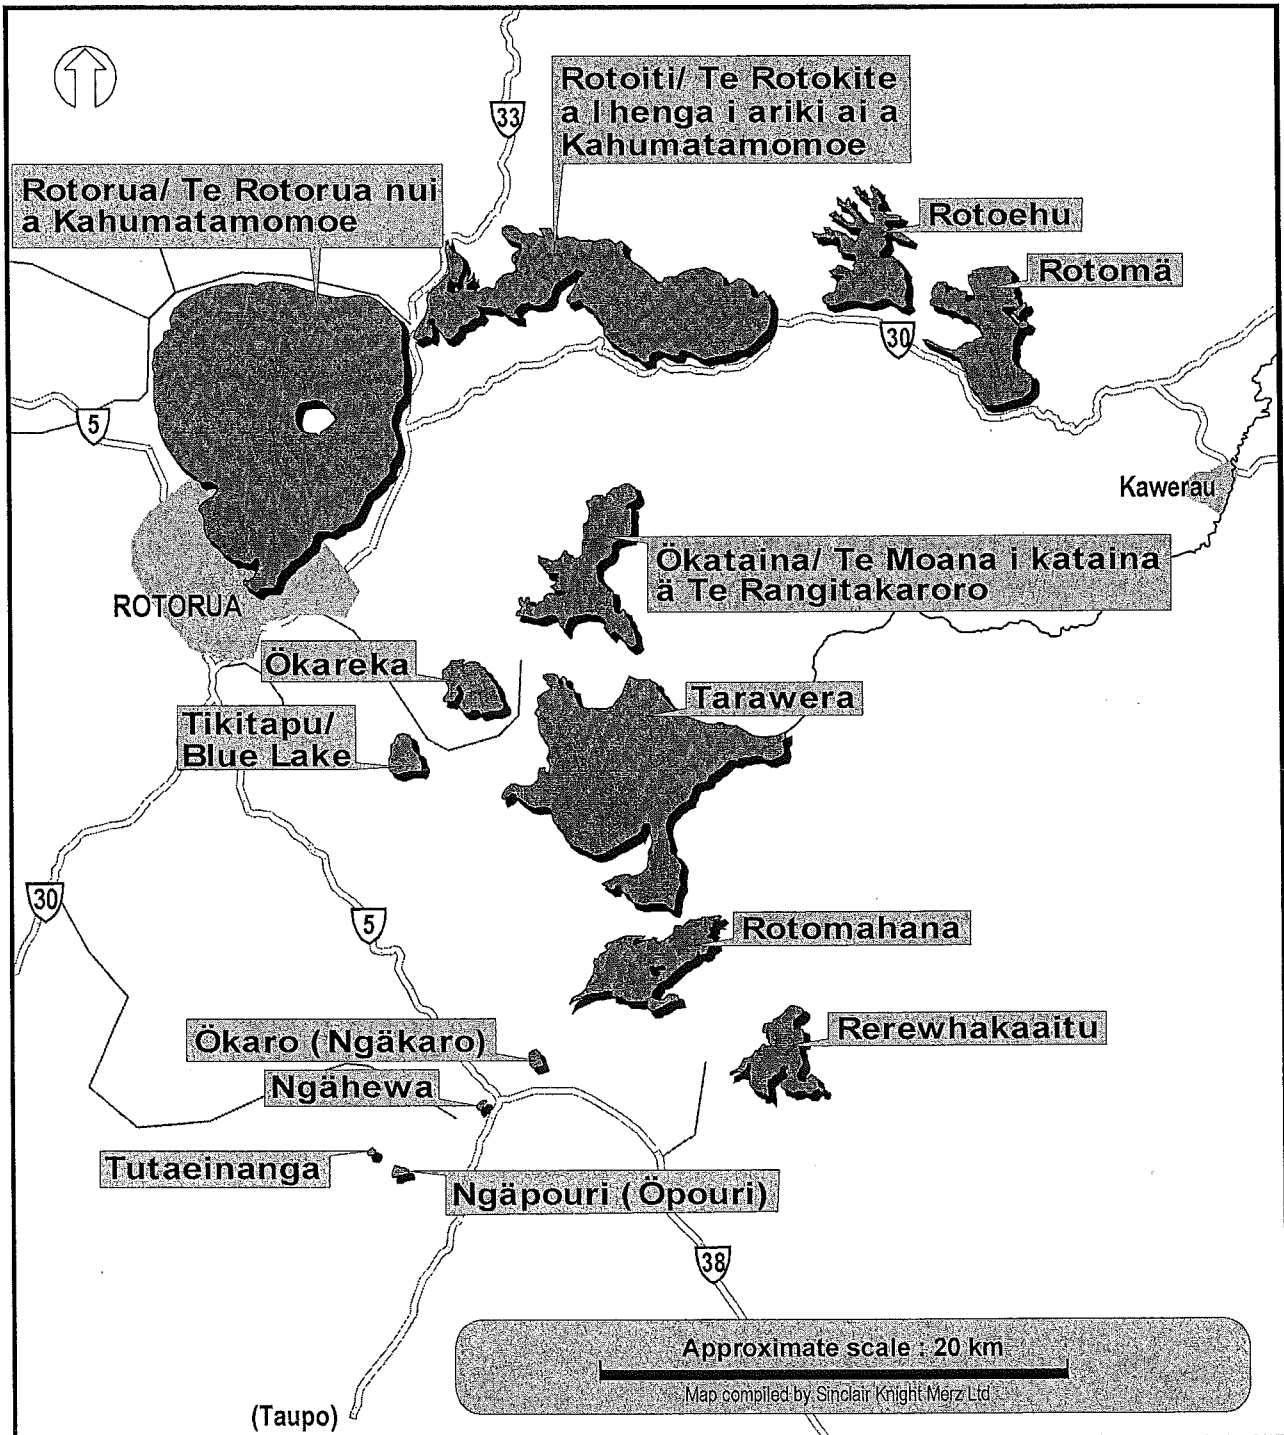 Rotoiti/ Te Rotokite
a Ihenga i ariki ai a
Kahumatamomoe
33
Rotorua/ Te Rotorua nui
a Kahumatamomoe
Rotoehu
Rotomä
30
5
Kawerau
Ökataina/ Te Moana i kataina
ä Te Rangitakaroro
ROTORUA
Ökareka
Tarawera
Tikitapu/
Blue Lake
30
5
Rotomahana
Rerewhakaaitu
Ökaro (Ngäkaro)
Ngähewa
Tutaeinanga
Ngäpouri (Öpouri)
38
Approximate scale : 20 km
Map compiled by Sinclair Knight Merz Ltd
(Taupo)